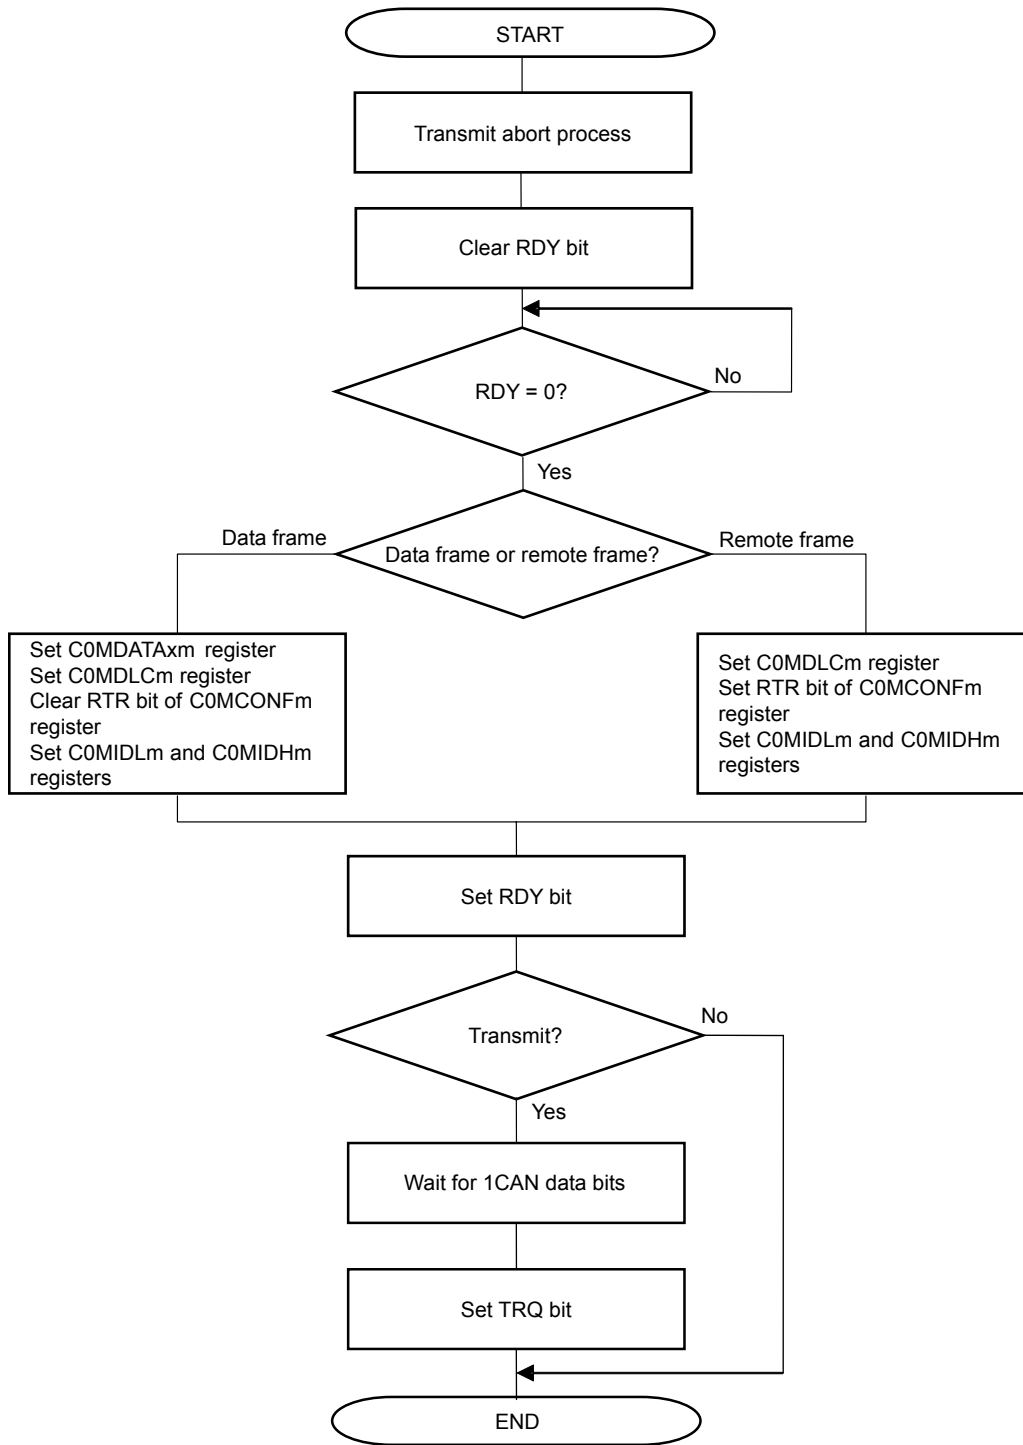 START
Transmit abort process
Clear RDY bit
RDY = 0?
No
Yes
Data frame
Data frame or remote frame?
Remote frame
Set C0MDATAxm register
Set C0MDLCm register
Clear RTR bit of C0MCONFm
register
Set C0MIDLm and C0MIDHm
registers
Set C0MDLCm register
Set RTR bit of C0MCONFm
register
Set C0MIDLm and C0MIDHm
registers
Set RDY bit
Transmit?
No
Yes
Wait for 1CAN data bits
Set TRQ bit
END